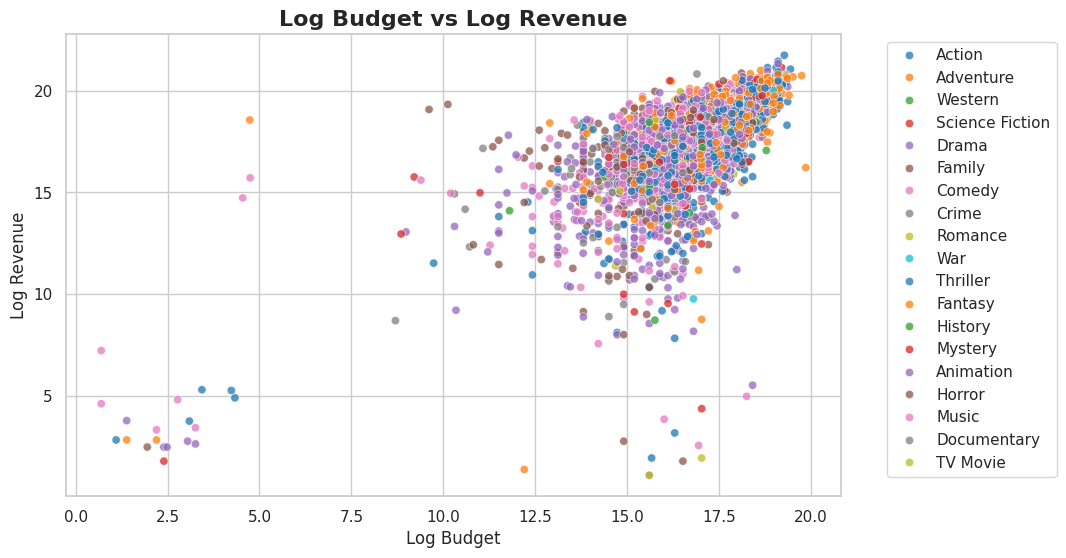 Log Budget vs Log Revenue
Log Revenue
20
15
10
5
0.0
2.5
5.0
7.5
10.0
12.5
15.0
17.5
20.0
Log Budget
Action
Adventure
Western
Science Fiction
Drama
Family
Comedy
Crime
Romance
War
Thriller
Fantasy
History
Mystery
Animation
Horror
Music
Documentary
TV Movie